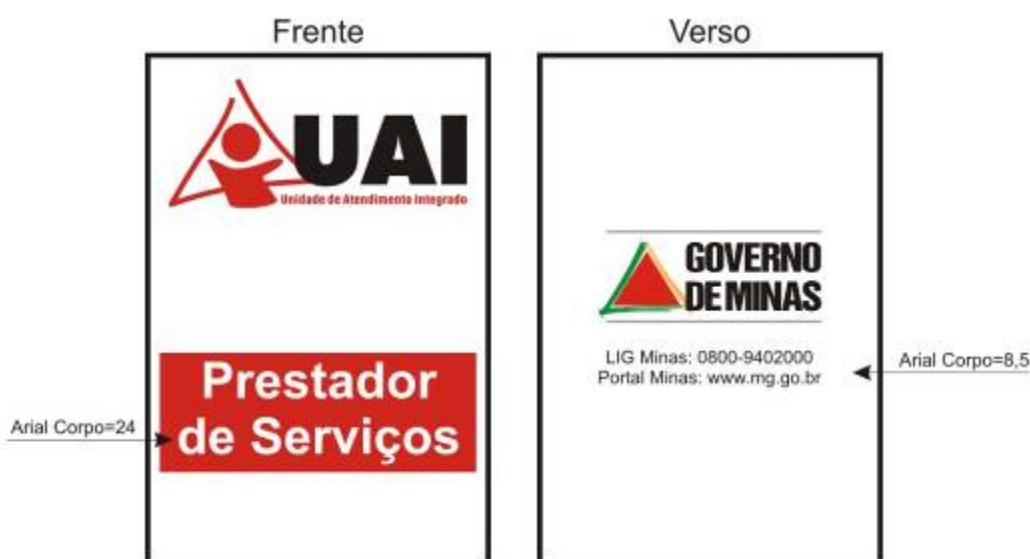 Frente
UAI
Unidade de Atendimento Integrado
Prestador
de Serviços
Arial Corpo=24
Verso
GOVERNO
DE MINAS
LIG Minas: 0800-9402000
Portal Minas: www.mg.go.br
Arial Corpo=8,5